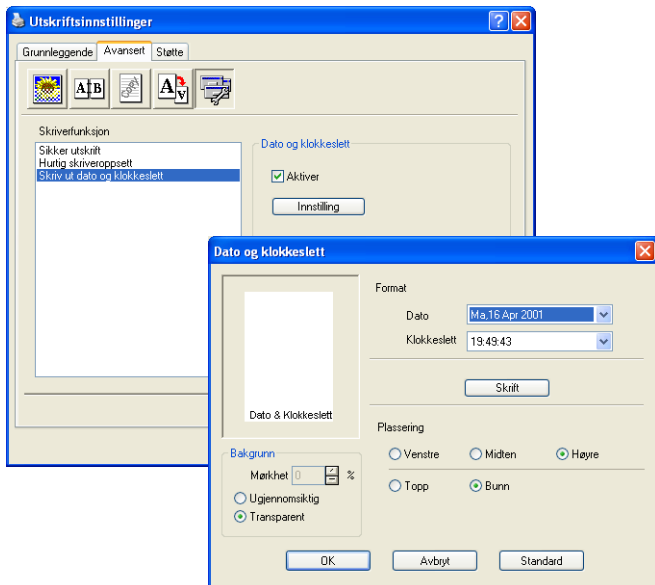 Utskriftsinnstillinger
Grunnleggende Avansert Støtte
A B A A
Skriverfunksjon
Sikker utskrift
Hurtig skriveroppsett
Skriv ut dato og klokkeslett
Dato og klokkeslett
Aktiver
Innstilling
Dato og klokkeslett
Dato & Klokkeslett
Bakgrunn
Mørkhet 0 %
Ugjennomsiktig
Transparent
Format
Dato Ma,16 Apr 2001
Klokkeslett 19:49:43
Skrift
Plassering
Venstre Midten Høyre
Topp Bunn
OK Avbryt Standard